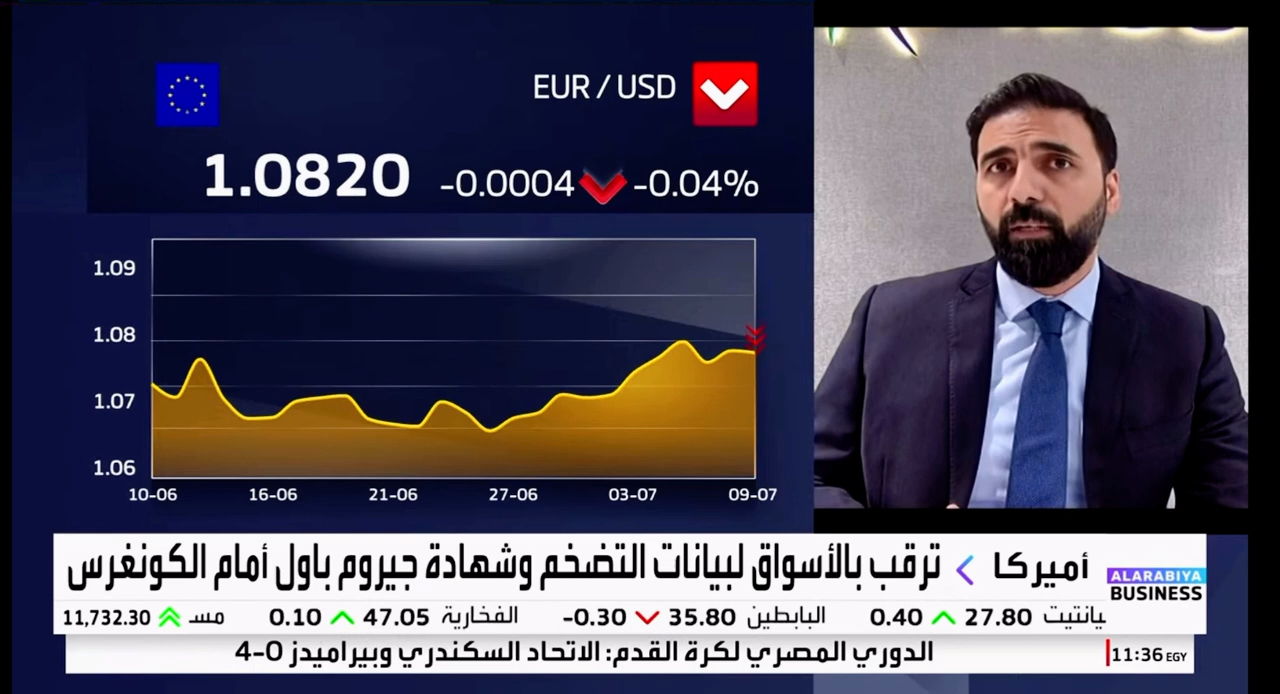 EUR / USD
1.0820 -0.0004 -0.04%
1.09
1.08
1.07
1.06
10-06 16-06 21-06 27-06 03-07 09-07
أميركا > ترقب بالأسواق لبيانات التضخم وشهادة جيروم باول أمام الكونغرس
ALARABIYA
BUSINESS
يانتيت 27.80 0.40 البابطين 35.80 -0.30 الفخارية 47.05 0.10 مسـ 11,732.30
11:36 EGY
الدوري المصري لكرة القدم: الاتحاد السكندري وبيراميدز 0-4